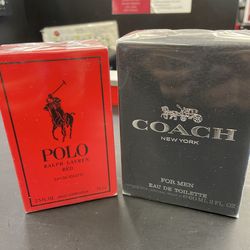 POLO
RALPH LAUREN
RED
COACH
NEW YORK
FOR MEN
EAU DE TOILETTE